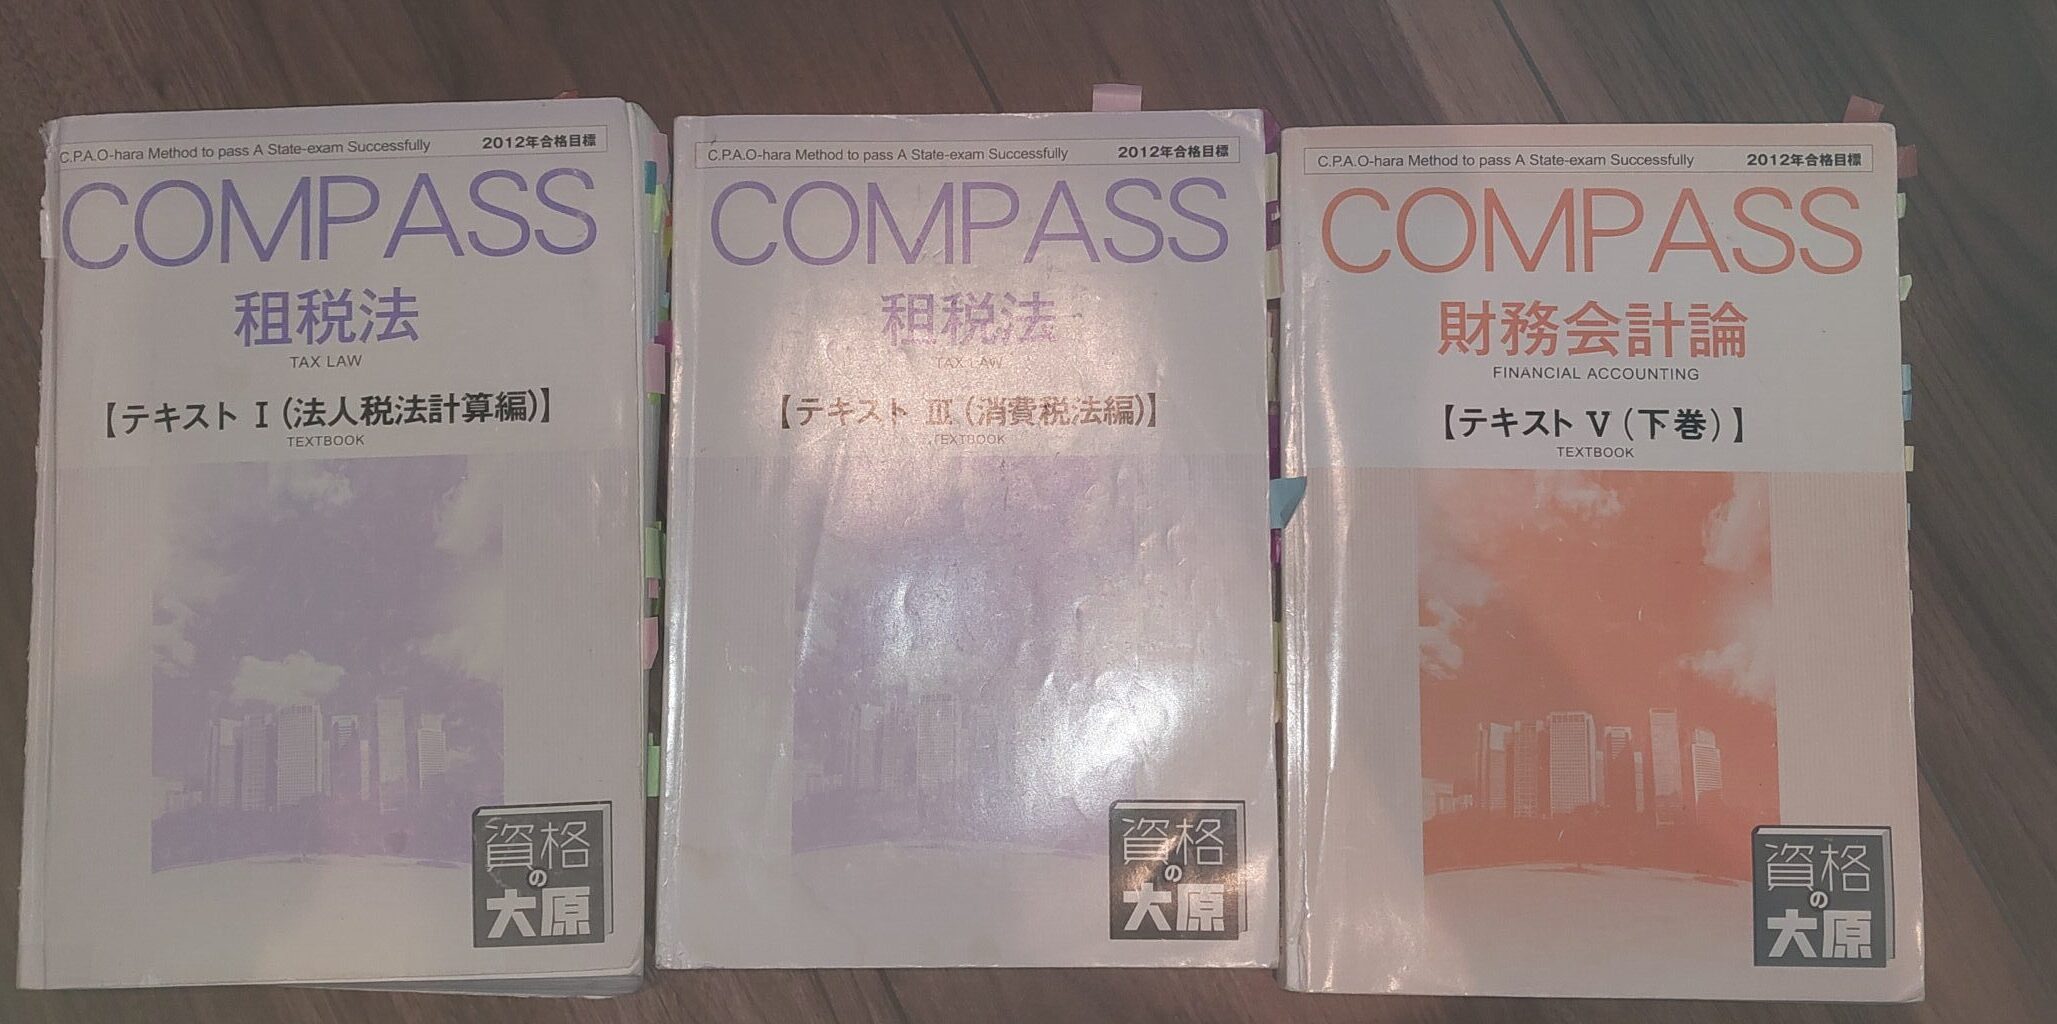 C.P.A.O-hara Method to pass A State-exam Successfully 2012年合格目標
COMPASS
租税法
TAX LAW
【テキスト Ⅰ(法人税法計算編)】
TEXTBOOK
資格
の
大原
C.P.A.O-hara Method to pass A State-exam Successfully 2012年合格目標
COMPASS
租税法
TAX LAW
【テキスト Ⅲ(消費税法編)】
TEXTBOOK
資格
の
大原
C.P.A.O-hara Method to pass A State-exam Successfully 2012年合格目標
COMPASS
財務会計論
FINANCIAL ACCOUNTING
【テキスト Ⅴ(下巻)】
TEXTBOOK
資格
の
大原